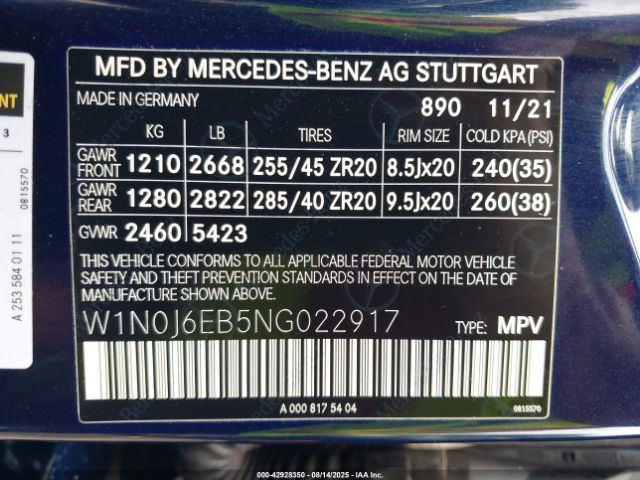 MFD BY MERCEDES-BENZ AG STUTTGART
MADE IN GERMANY 890 11/21
KG LB TIRES RIM SIZE COLD KPA(PSI)
GAWR FRONT 1210 2668 255/45 ZR20 8.5Jx20 240(35)
GAWR REAR 1280 2822 285/40 ZR20 9.5Jx20 260(38)
GVWR 2460 5423
THIS VEHICLE CONFORMS TO ALL APPLICABLE FEDERAL MOTOR VEHICLE
SAFETY AND THEFT PREVENTION STANDARDS IN EFFECT ON THE DATE OF
MANUFACTURE SHOWN ABOVE.
W1N0J6EB5NG022917 TYPE: MPV
A 000 817 54 04 0815570
3
0815570
A 253 584 01 11
000-42928350 • 08/14/2025 • IAA Inc.